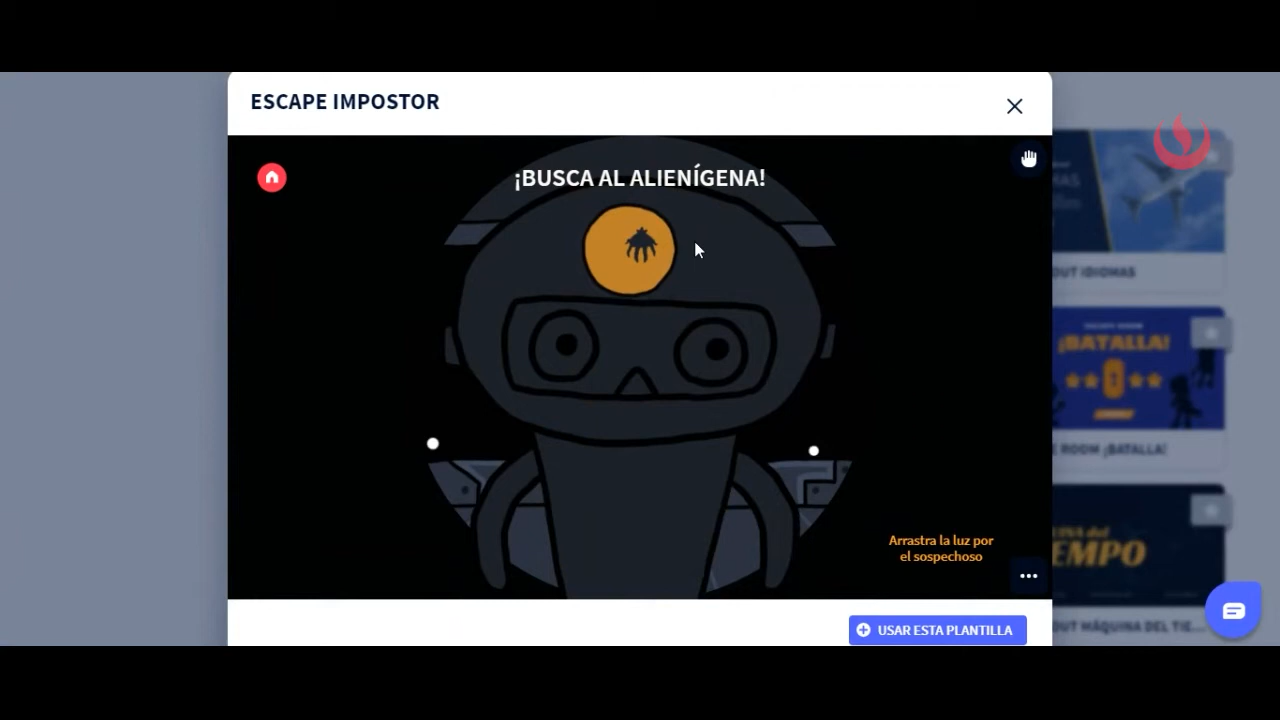 ESCAPE IMPOSTOR
¡BUSCA AL ALIENÍGENA!
Arrastra la luz por
el sospechoso
USAR ESTA PLANTILLA
OUT IDIOMAS
¡BATALLA!
ROOM ¡BATALLA!
EMPO
OUT MÁQUINA DEL TIE...